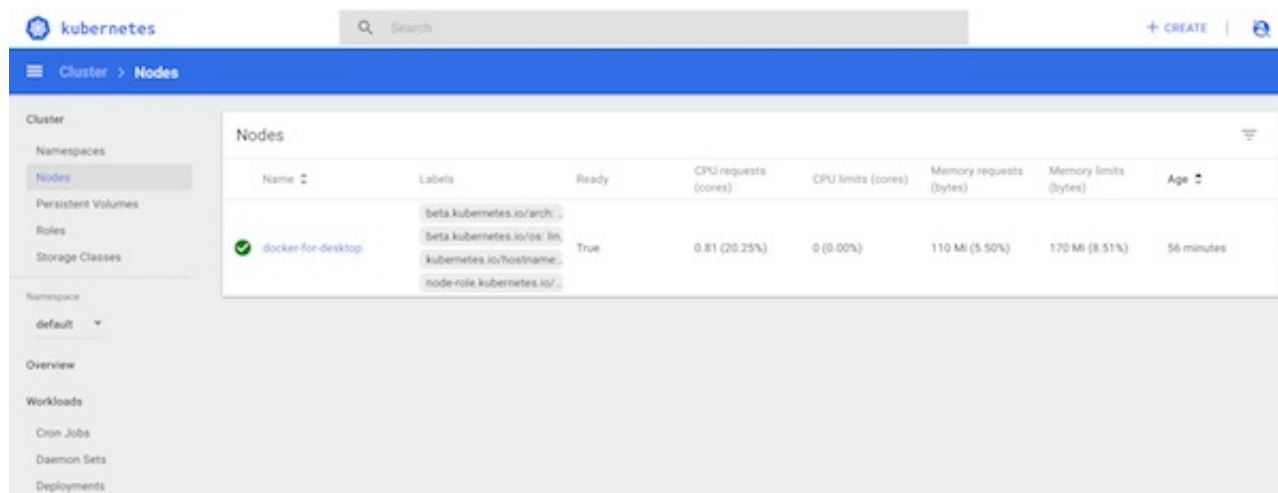 kubernetes
Search
+ CREATE
Cluster > Nodes
Cluster
Namespaces
Nodes
Persistent Volumes
Roles
Storage Classes
Namespace
default
Overview
Workloads
Cron Jobs
Daemon Sets
Deployments
Nodes
Name Labels Ready CPU requests (cores) CPU limits (cores) Memory requests (bytes) Memory limits (bytes) Age
docker-for-desktop
beta.kubernetes.io/arch: ..
beta.kubernetes.io/os: lin.
kubernetes.io/hostname:..
node-role.kubernetes.io/..
True 0.81 (20.25%) 0 (0.00%) 110 Mi (5.50%) 170 Mi (8.51%) 56 minutes